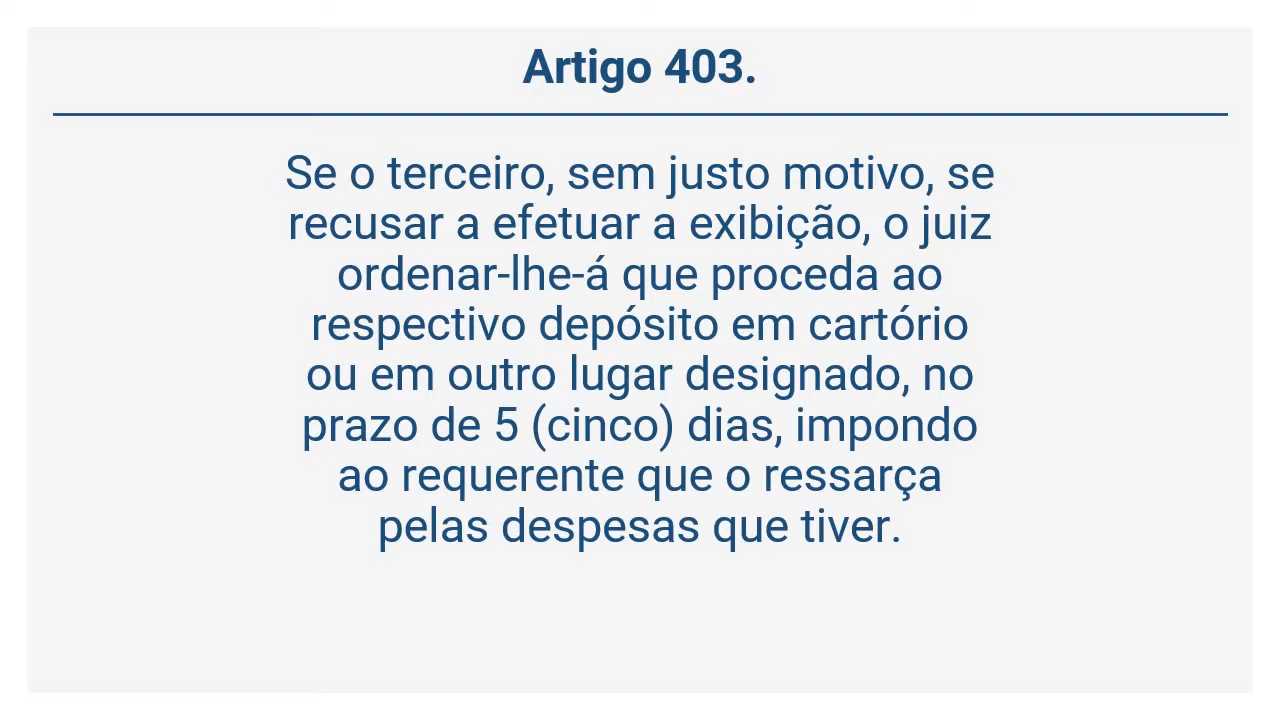 Artigo 403.
Se o terceiro, sem justo motivo, se
recusar a efetuar a exibição, o juiz
ordenar-lhe-á que proceda ao
respectivo depósito em cartório
ou em outro lugar designado, no
prazo de 5 (cinco) dias, impondo
ao requerente que o ressarça
pelas despesas que tiver.